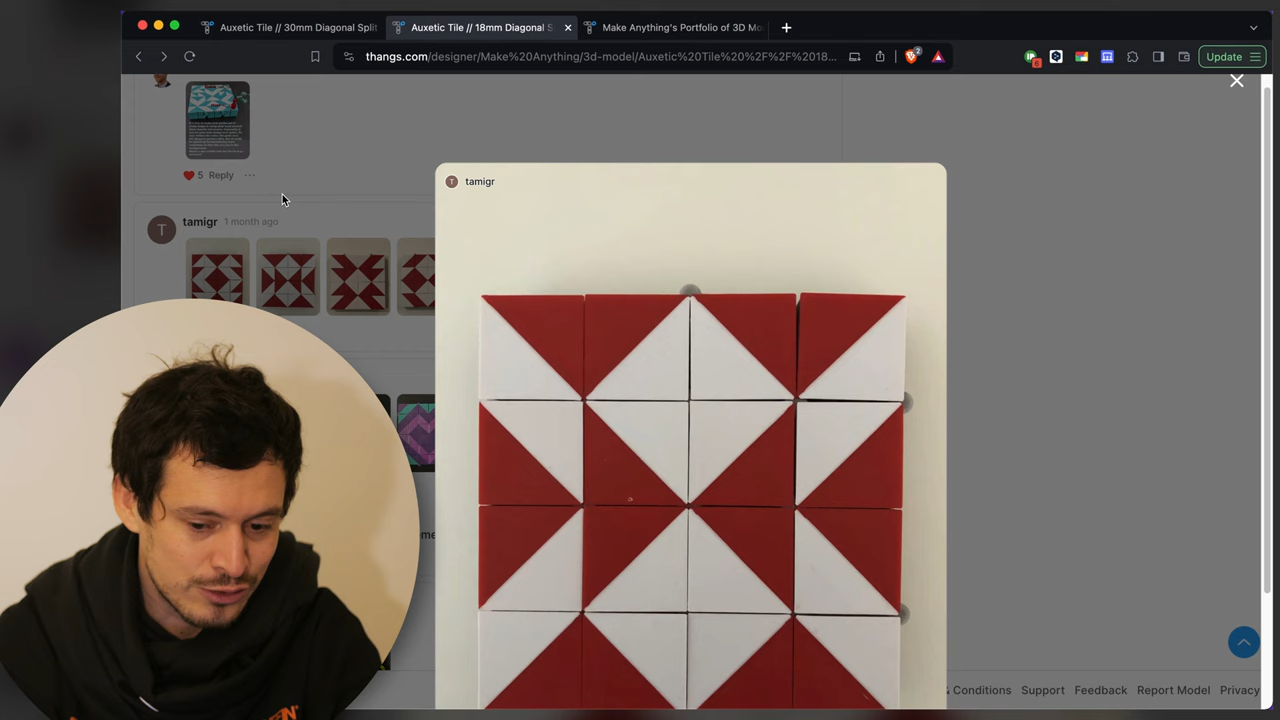 Auxetic Tile // 30mm Diagonal Split
Auxetic Tile // 18mm Diagonal S
Make Anything's Portfolio of 3D Mo
thangs.com/designer/Make%20Anything/3d-model/Auxetic%20Tile%20%2F%2F%2018...
2
6
Update
5 Reply
T tamigr
tamigr 1 month ago
T
& Conditions Support Feedback Report Model Privacy